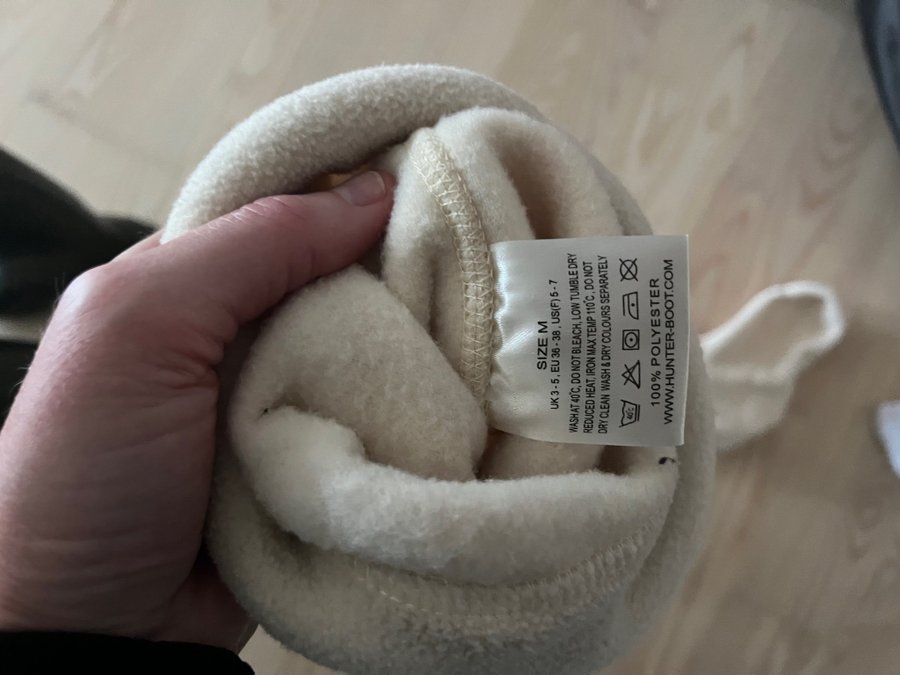 SIZE M
UK 3 - 5 , EU 36 - 38 , US(F) 5 - 7
WASH AT 40°C, DO NOT BLEACH, LOW TUMBLE DRY
REDUCED HEAT, IRON MAX TEMP 110°C, DO NOT
DRY CLEAN WASH & DRY COLOURS SEPARATELY
40°C
100% POLYESTER
WWW.HUNTER-BOOT.COM